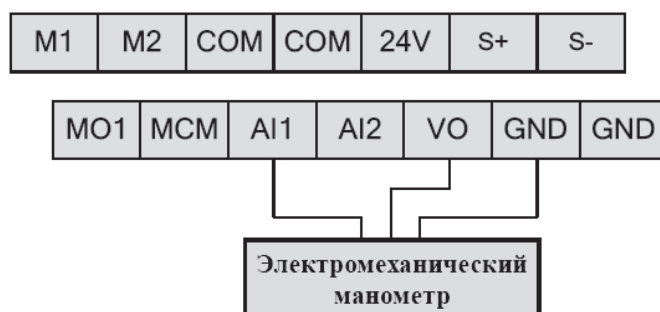 M1 M2 COM COM 24V S+ S-
MO1 MCM AI1 AI2 VO GND GND
Электромеханический
манометр